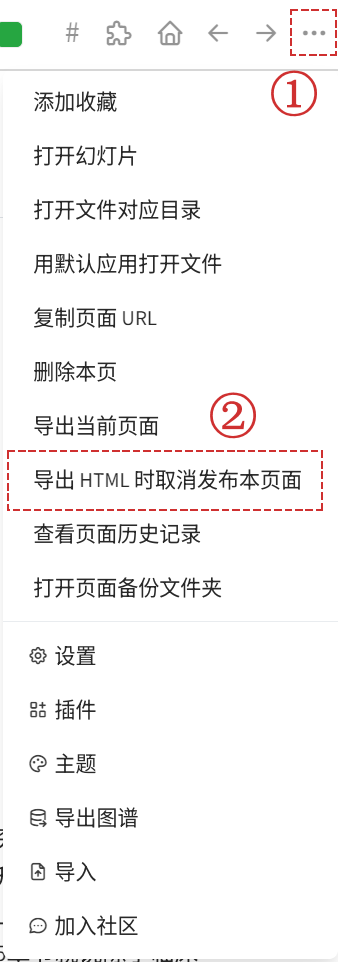 #
①
添加收藏
打开幻灯片
打开文件对应目录
用默认应用打开文件
复制页面 URL
删除本页
导出当前页面
②
导出 HTML 时取消发布本页面
查看页面历史记录
打开页面备份文件夹
设置
插件
主题
导出图谱
导入
加入社区